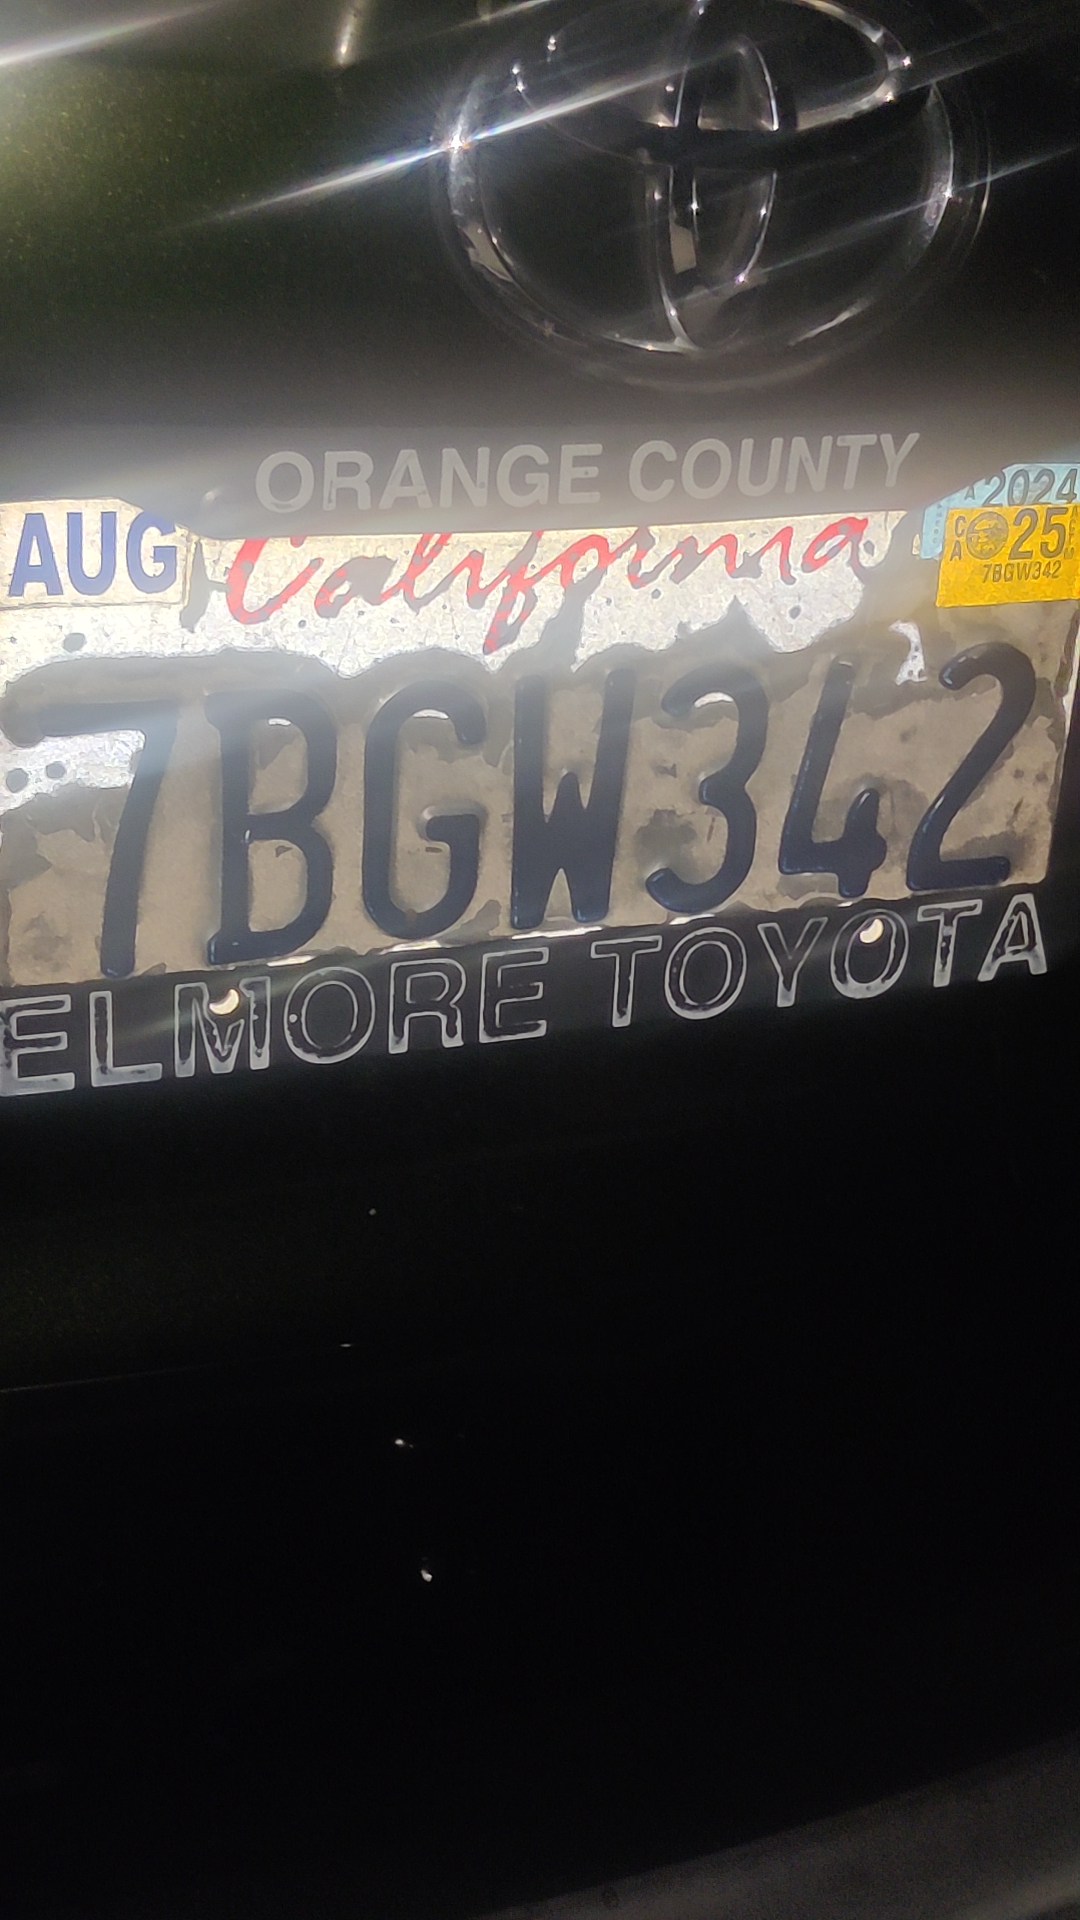 ORANGE COUNTY
AUG
California
2024
CA 25
7BGW342
7BGW342
ELMORE TOYOTA